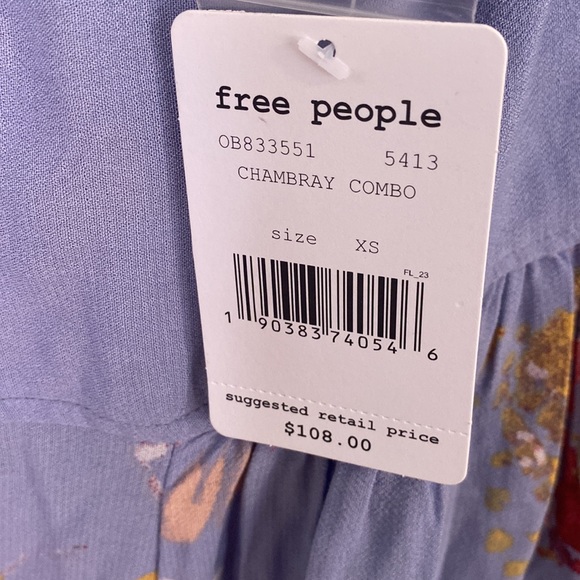 free people
OB833551 5413
CHAMBRAY COMBO
size XS
FL_23
1 90383 74054 6
suggested retail price
$108.00